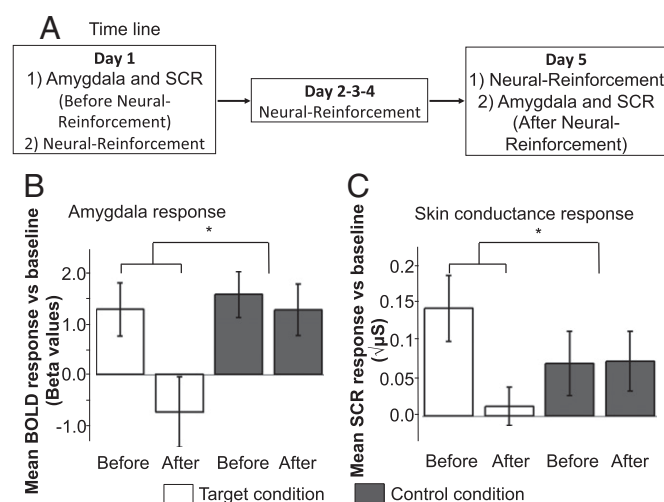 A
Time line
Day 1
1) Amygdala and SCR
(Before Neural-
Reinforcement)
2) Neural-Reinforcement
Day 2-3-4
Neural-Reinforcement
Day 5
1) Neural-Reinforcement
2) Amygdala and SCR
(After Neural-
Reinforcement)
B
Amygdala response
*
Mean BOLD response vs baseline
(Beta values)
2.0
1.0
0.0
-1.0
Before After Before After
C
Skin conductance response
*
Mean SCR response vs baseline
(√µS)
0.2
0.15
0.1
0.05
0.0
Before After Before After
Target condition
Control condition